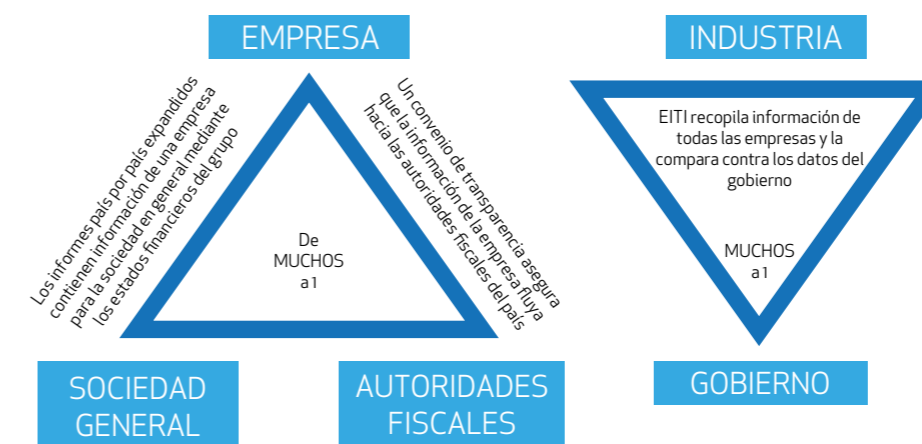 EMPRESA
Los informes país por país expandidos
contienen información de una empresa
para la sociedad en general mediante
los estados financieros del grupo
Un convenio de transparencia asegura
que la información de la empresa fluya
hacia las autoridades fiscales del país
De
MUCHOS
a 1
SOCIEDAD
GENERAL
AUTORIDADES
FISCALES
INDUSTRIA
EITI recopila información de
todas las empresas y la
compara contra los datos del
gobierno
MUCHOS
a 1
GOBIERNO